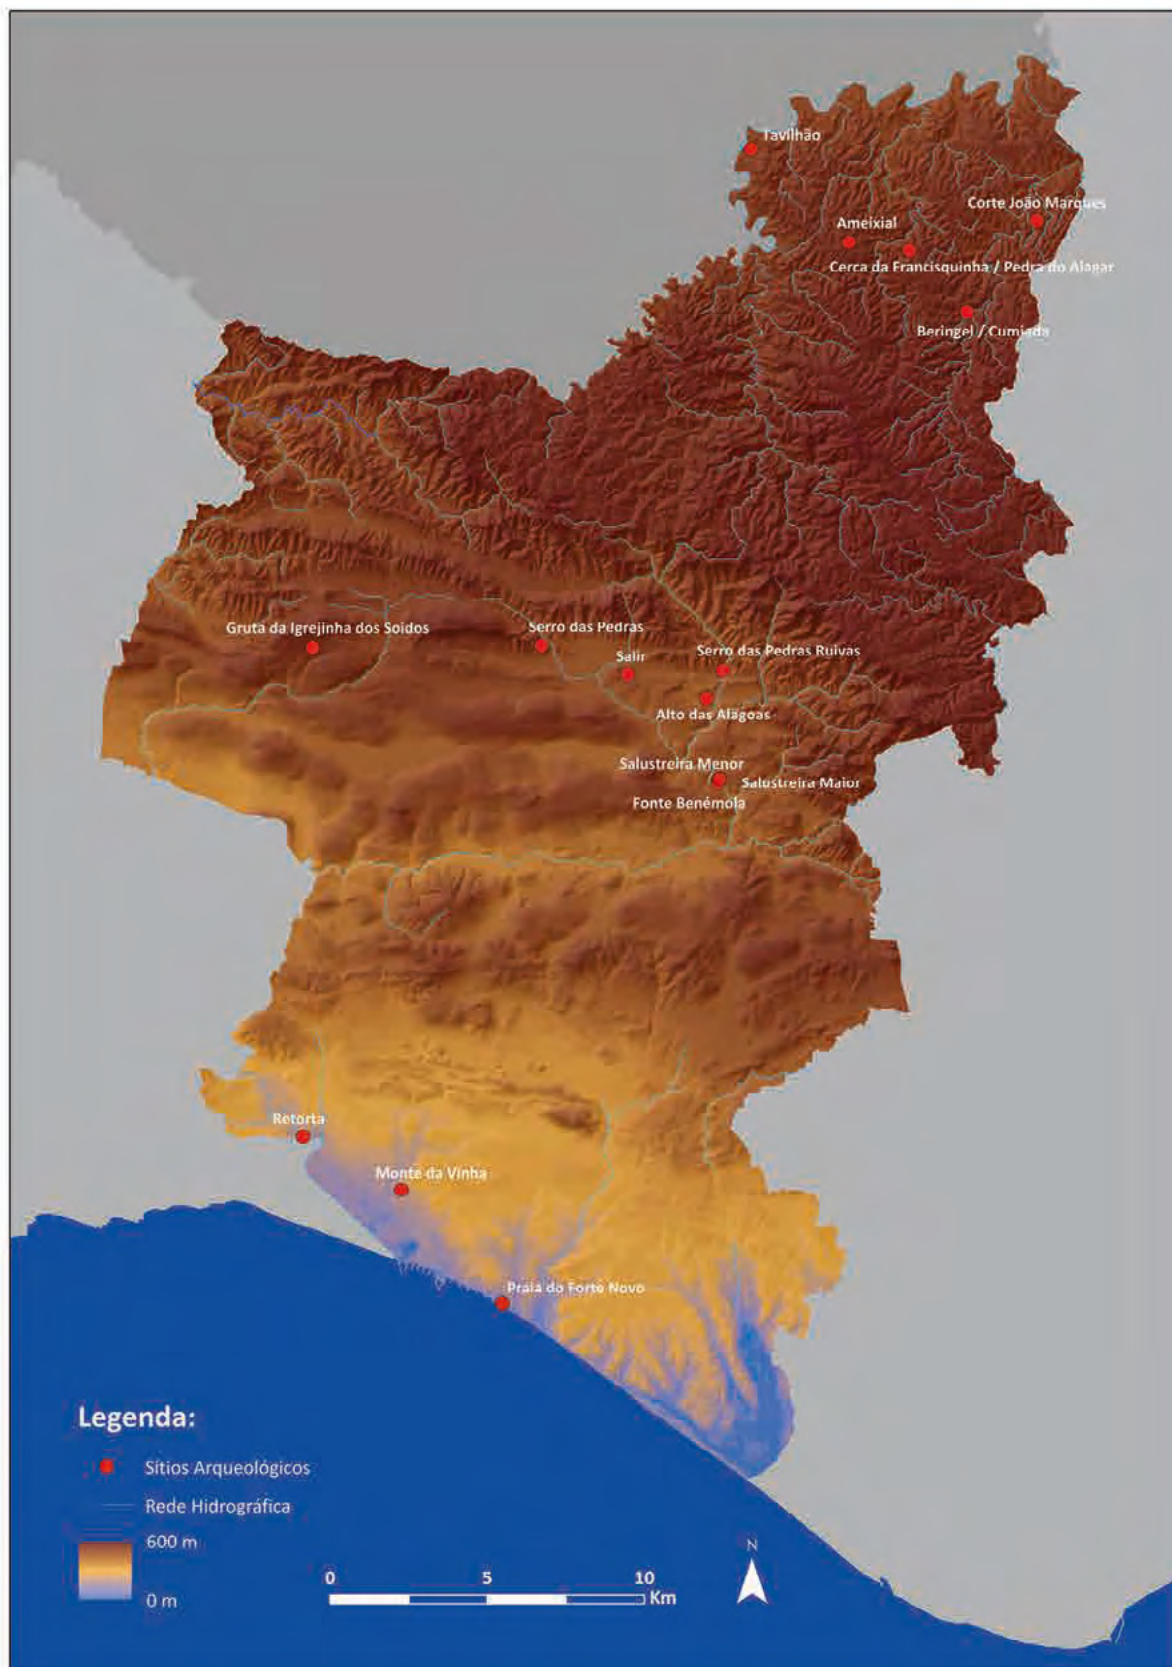 Tavilhão
Corte João Marques
Ameixial
Cerca da Francisquinha / Pedra do Alagar
Beringel / Cumiada
Gruta da Igrejinha dos Soidos
Serro das Pedras
Salir
Serro das Pedras Ruivas
Alto das Alagoas
Salustreira Menor
Salustreira Maior
Fonte Benémola
Retorta
Monte da Vinha
Praia do Forte Novo
Legenda:
Sítios Arqueológicos
Rede Hidrográfica
600 m
0 m
0 5 10
Km
N